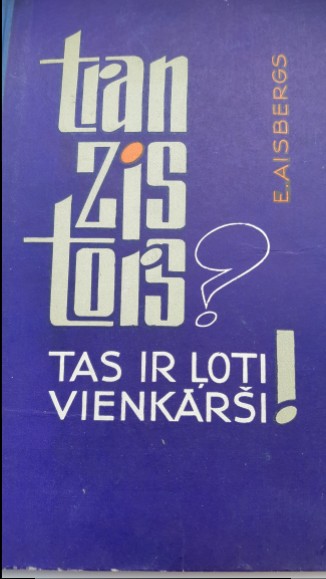 tran
zis
tors?
TAS IR ĻOTI
VIENKĀRŠI!
E. AISBERGS